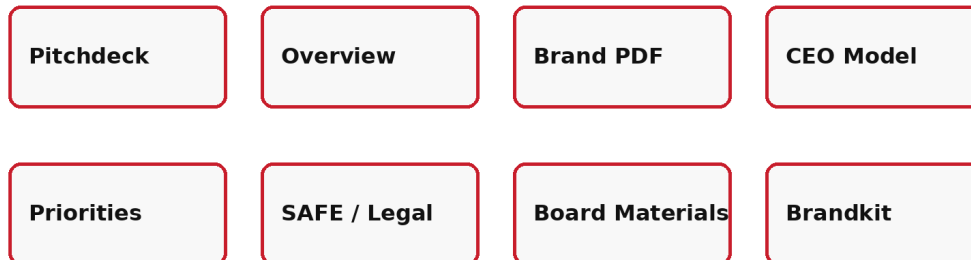 Pitchdeck
Overview
Brand PDF
CEO Model
Priorities
SAFE / Legal
Board Materials
Brandkit